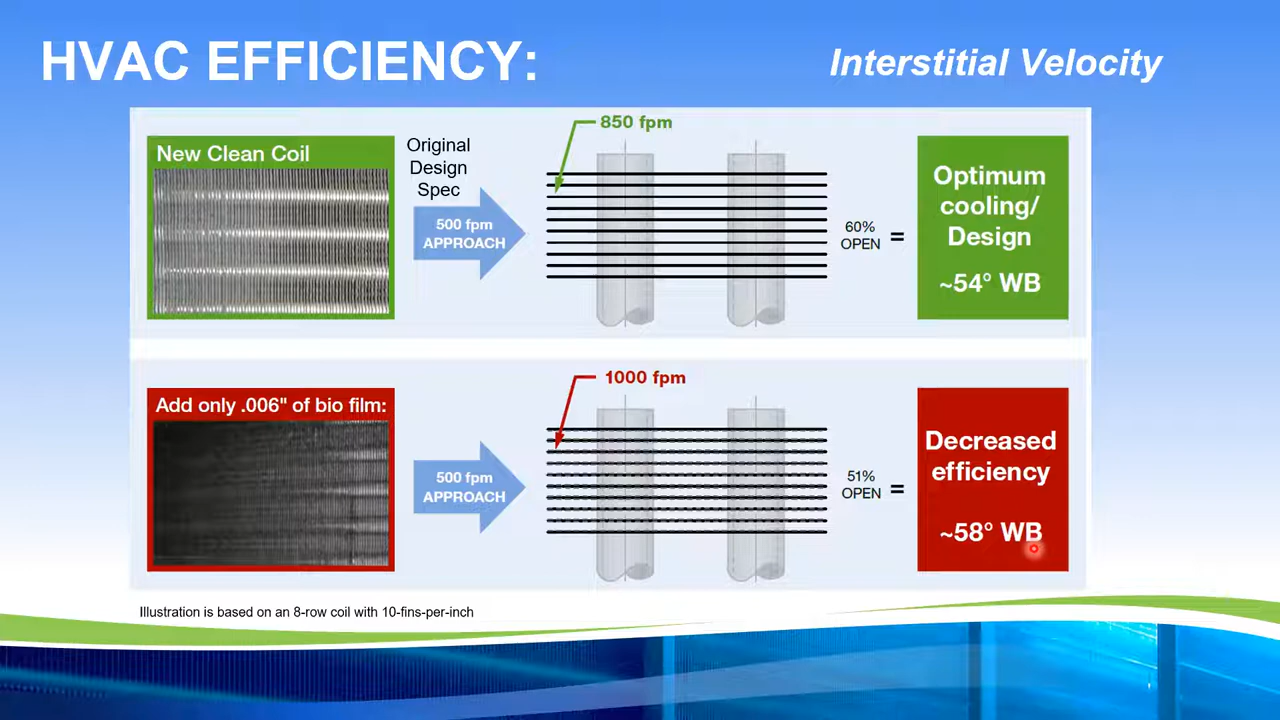 HVAC EFFICIENCY:
Interstitial Velocity
New Clean Coil
Original
Design
Spec
500 fpm
APPROACH
850 fpm
60%
OPEN
=
Optimum
cooling/
Design
~54° WB
Add only .006" of bio film:
500 fpm
APPROACH
1000 fpm
51%
OPEN
=
Decreased
efficiency
~58° WB
Illustration is based on an 8-row coil with 10-fins-per-inch